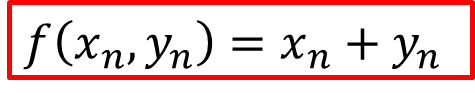 f(xₙ, yₙ) = xₙ + yₙ